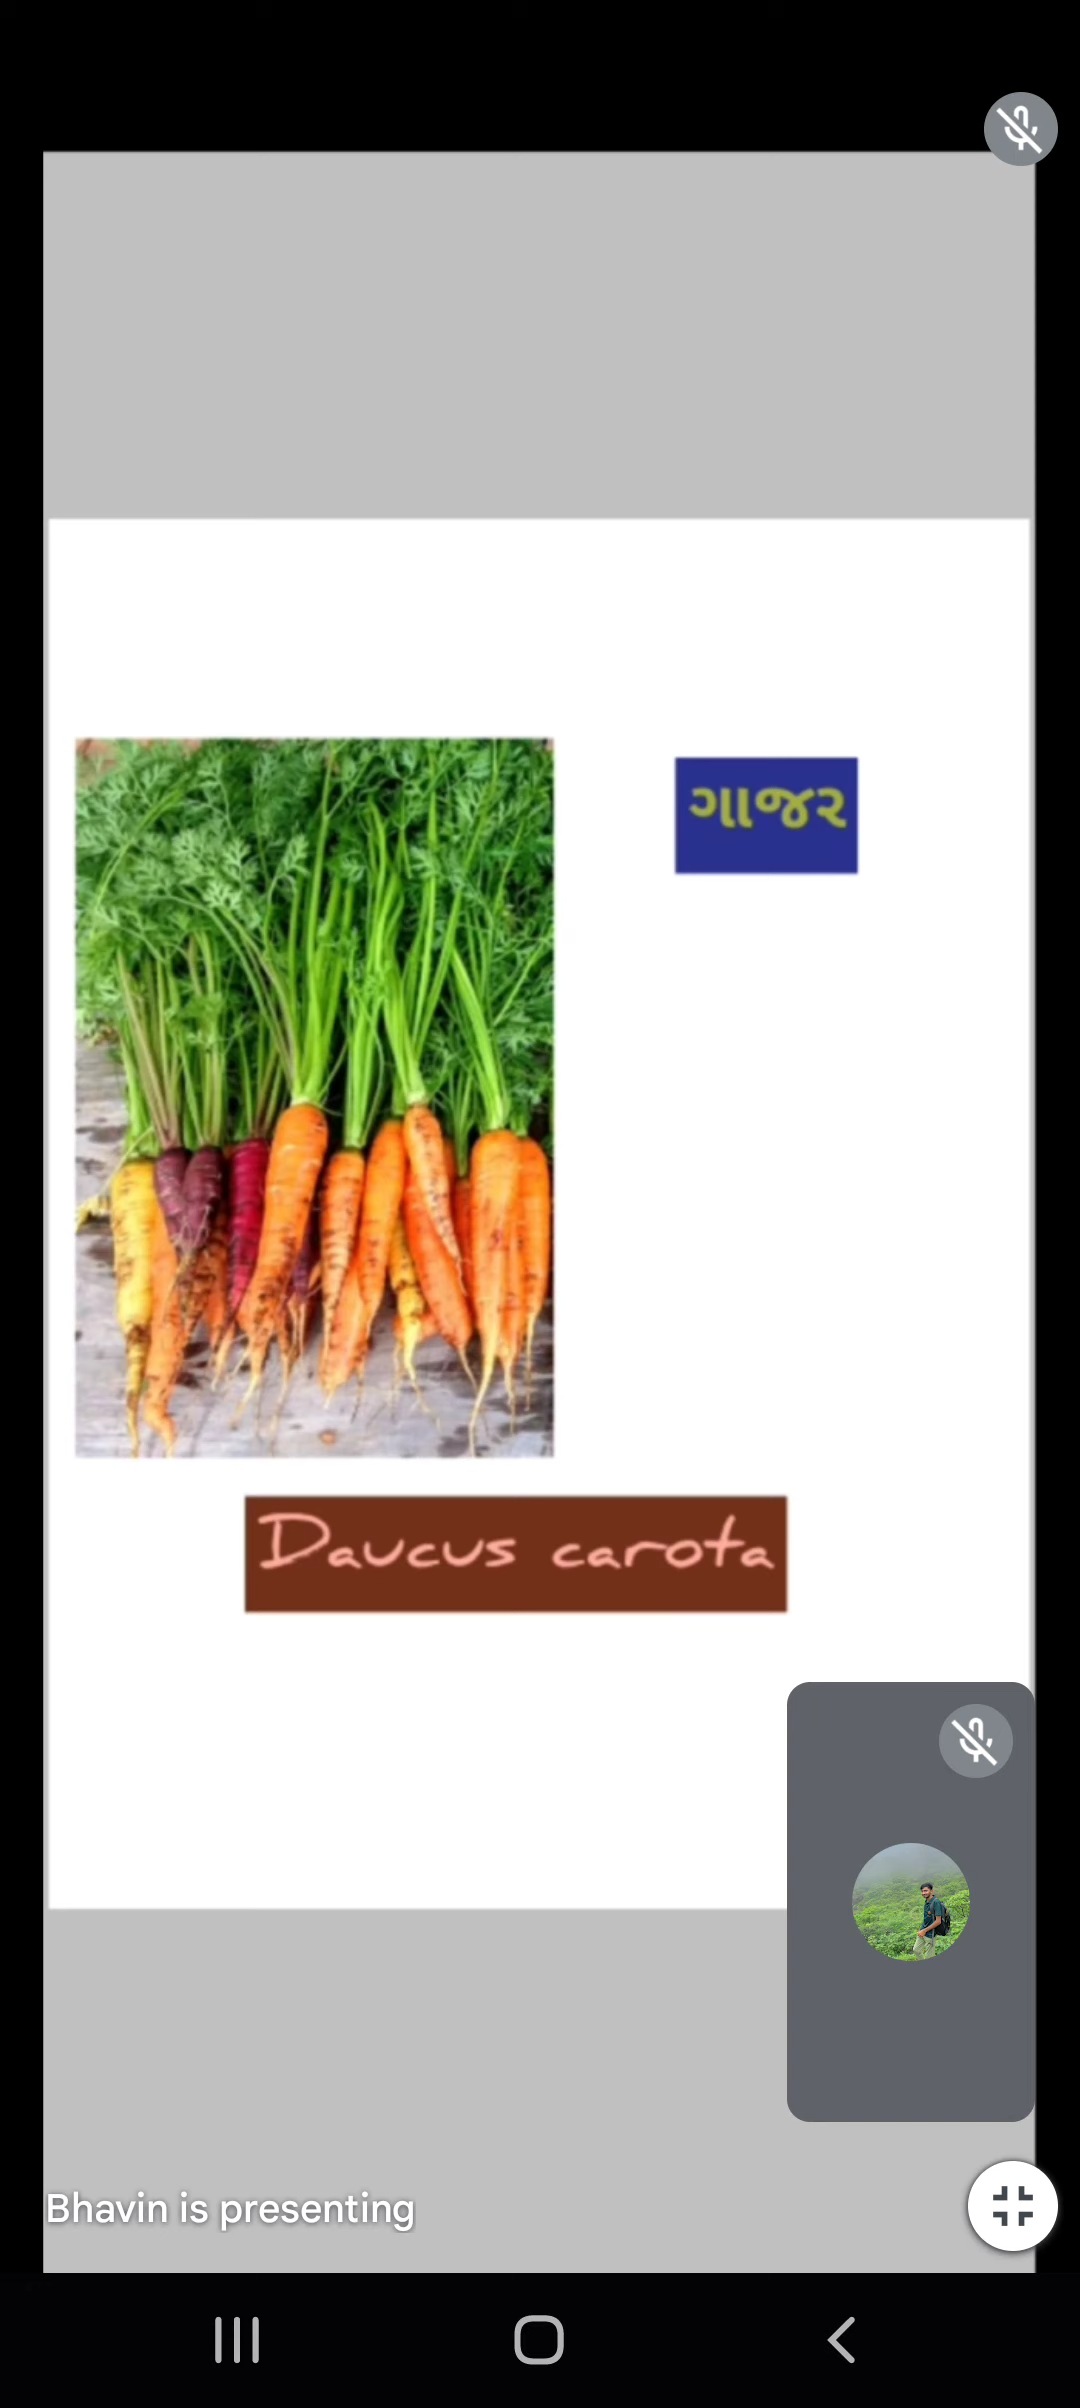 ગાજર
Daucus carota
Bhavin is presenting